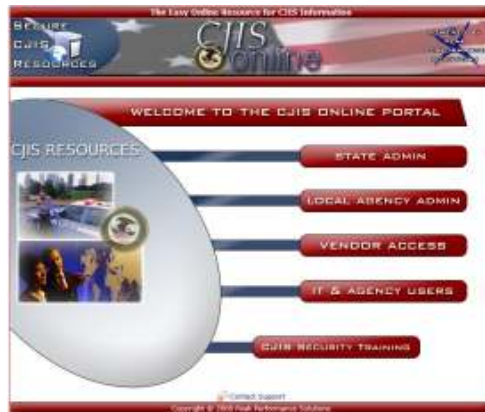 The Easy Online Resource for CJIS Information
SECURE
CJIS
RESOURCES
CJIS
Online
WELCOME TO THE CJIS ONLINE PORTAL
CJIS RESOURCES
STATE ADMIN
LOCAL AGENCY ADMIN
VENDOR ACCESS
IT & AGENCY USERS
CJIS SECURITY TRAINING
Contact Support
Copyright © Peak Performance Solutions